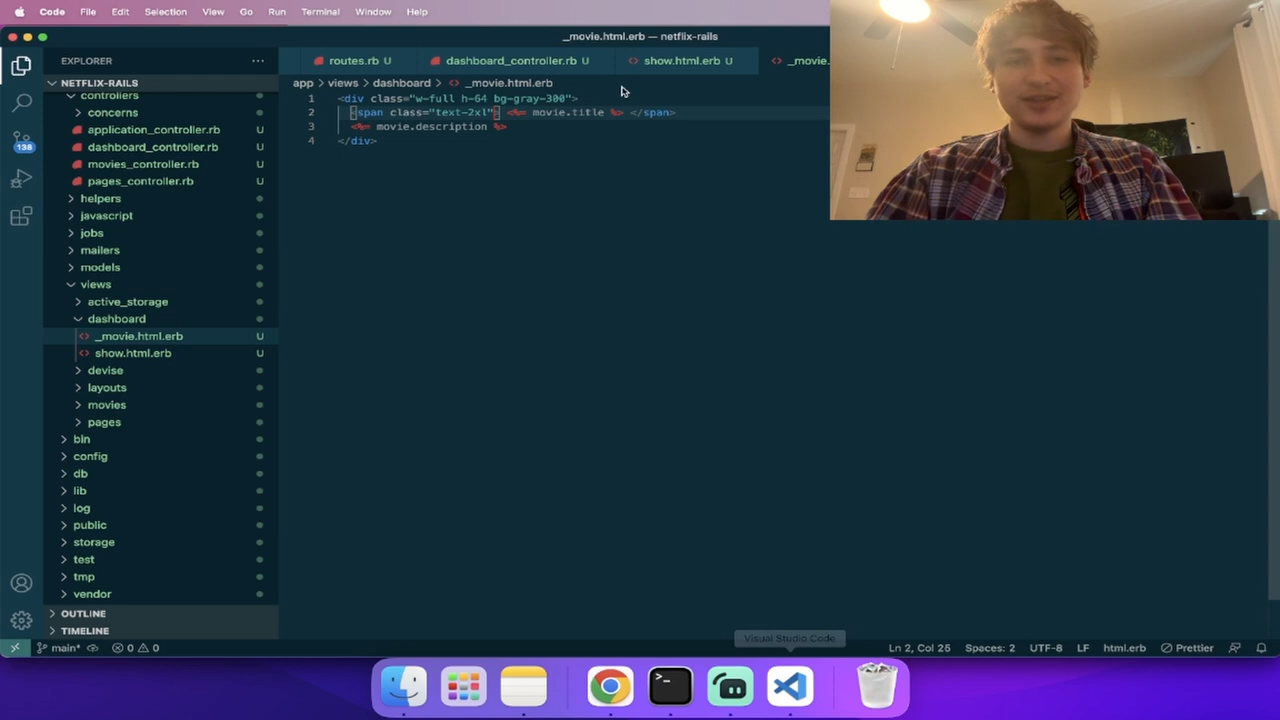 Code File Edit Selection View Go Run Terminal Window Help
_movie.html.erb — netflix-rails
EXPLORER
routes.rb U
dashboard_controller.rb U
show.html.erb U
_movie.
NETFLIX-RAILS
app > views > dashboard > _movie.html.erb
controllers
concerns
application_controller.rb U
dashboard_controller.rb U
movies_controller.rb U
pages_controller.rb U
helpers
javascript
jobs
mailers
models
views
active_storage
dashboard
_movie.html.erb U
show.html.erb U
devise
layouts
movies
pages
bin
config
db
lib
log
public
storage
test
tmp
vendor
OUTLINE
TIMELINE
138
1 <div class="w-full h-64 bg-gray-300">
2 <span class="text-2xl"> <%= movie.title %> </span>
3 <%= movie.description %>
4 </div>
Visual Studio Code
main* 0 0
Ln 2, Col 25 Spaces: 2 UTF-8 LF html.erb Prettier
>_